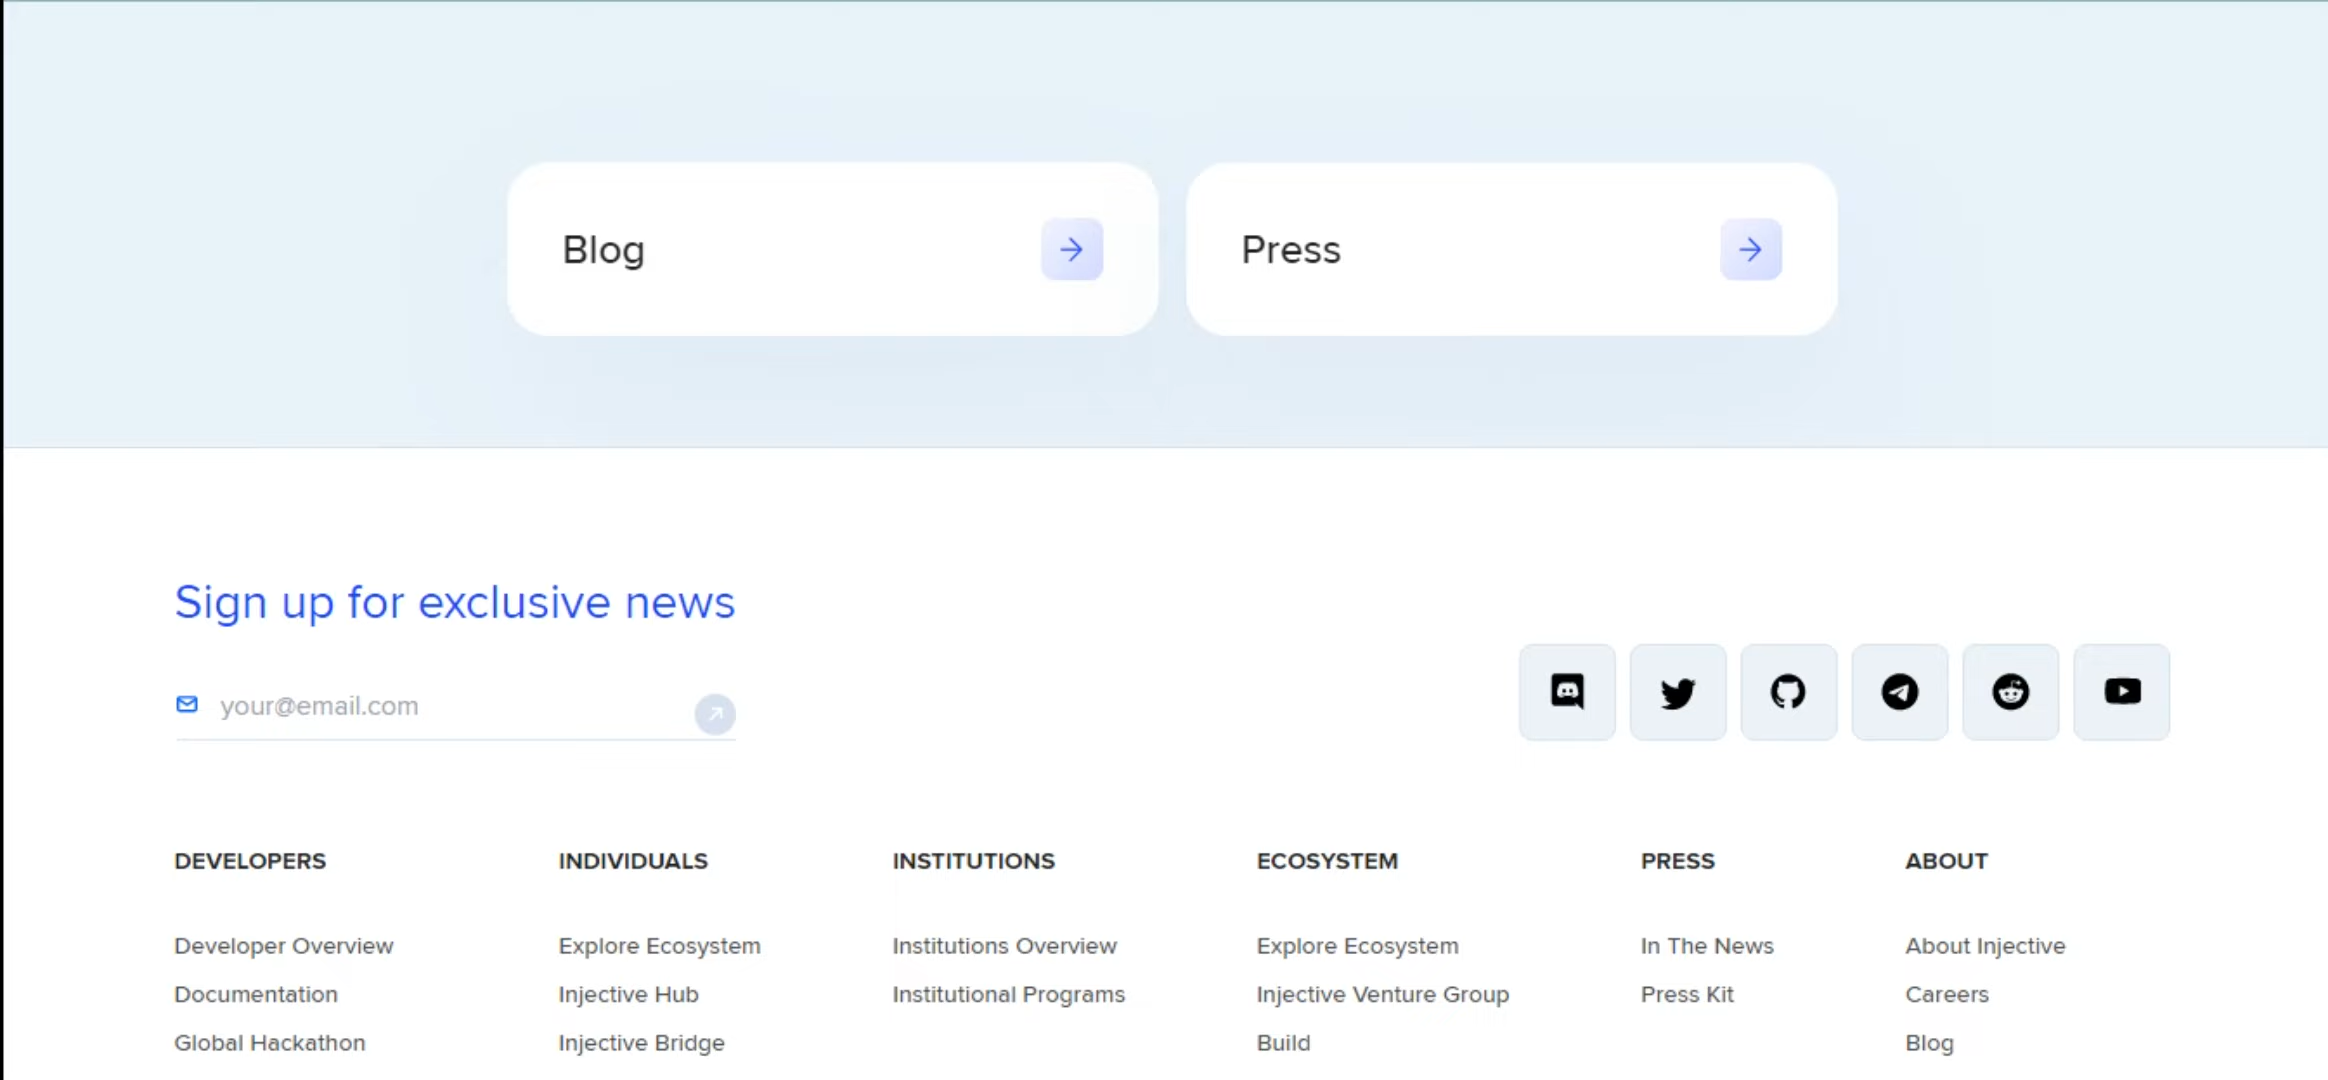 Blog
Press
Sign up for exclusive news
your@email.com
DEVELOPERS
Developer Overview
Documentation
Global Hackathon
INDIVIDUALS
Explore Ecosystem
Injective Hub
Injective Bridge
INSTITUTIONS
Institutions Overview
Institutional Programs
ECOSYSTEM
Explore Ecosystem
Injective Venture Group
Build
PRESS
In The News
Press Kit
ABOUT
About Injective
Careers
Blog